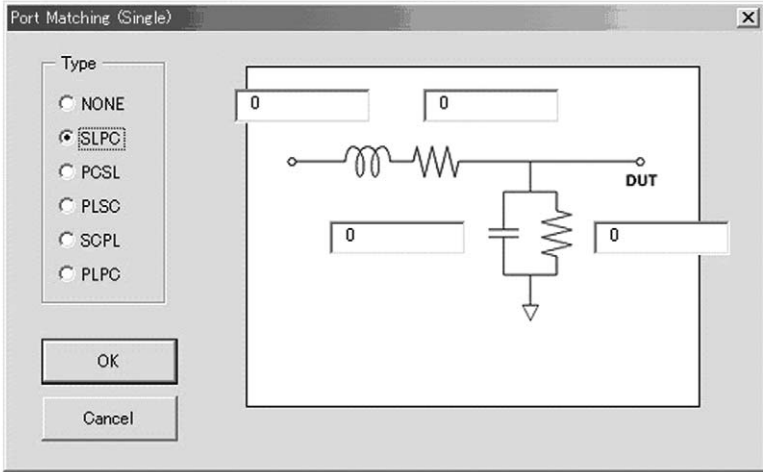 Port Matching (Single)
Type
NONE
SLPC
PCSL
PLSC
SCPL
PLPC
0
0
DUT
0
0
OK
Cancel